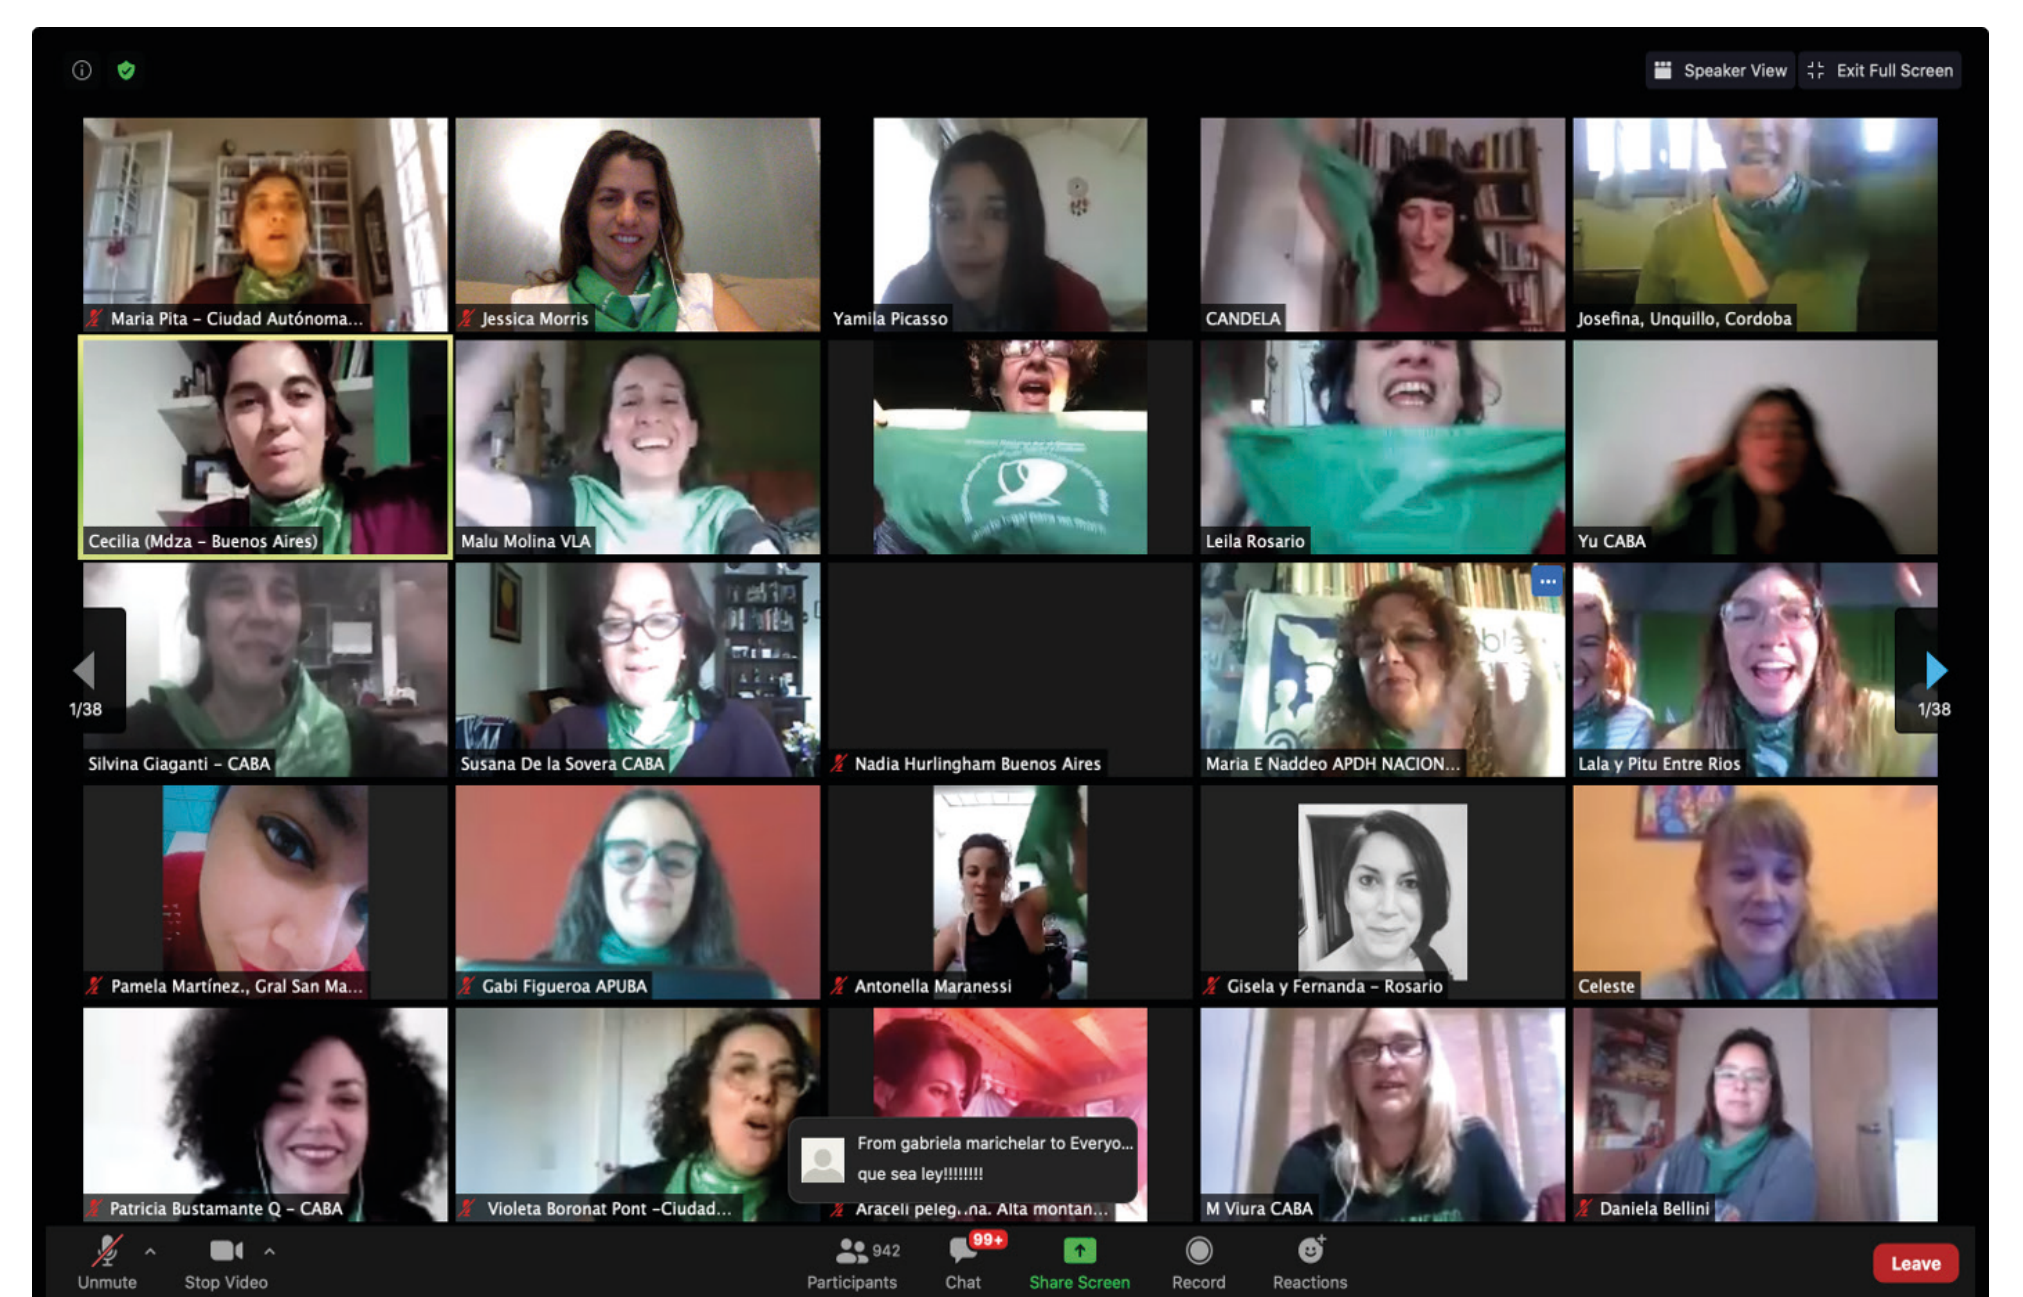 Speaker View
Exit Full Screen
Maria Pita – Ciudad Autónoma...
Jessica Morris
Yamila Picasso
CANDELA
Josefina, Unquillo, Cordoba
Cecilia (Mdza – Buenos Aires)
Malu Molina VLA
Leila Rosario
Yu CABA
1/38
Silvina Giaganti – CABA
Susana De la Sovera CABA
Nadia Hurlingham Buenos Aires
Maria E Naddeo APDH NACION...
Lala y Pitu Entre Rios
1/38
Pamela Martínez., Gral San Ma...
Gabi Figueroa APUBA
Antonella Maranessi
Gisela y Fernanda – Rosario
Celeste
From gabriela marichelar to Everyo...
que sea ley!!!!!!!!
Patricia Bustamante Q – CABA
Violeta Boronat Pont –Ciudad...
Alta montan...
M Viura CABA
Daniela Bellini
Unmute
Stop Video
942
Participants
99+
Chat
Share Screen
Record
Reactions
Leave